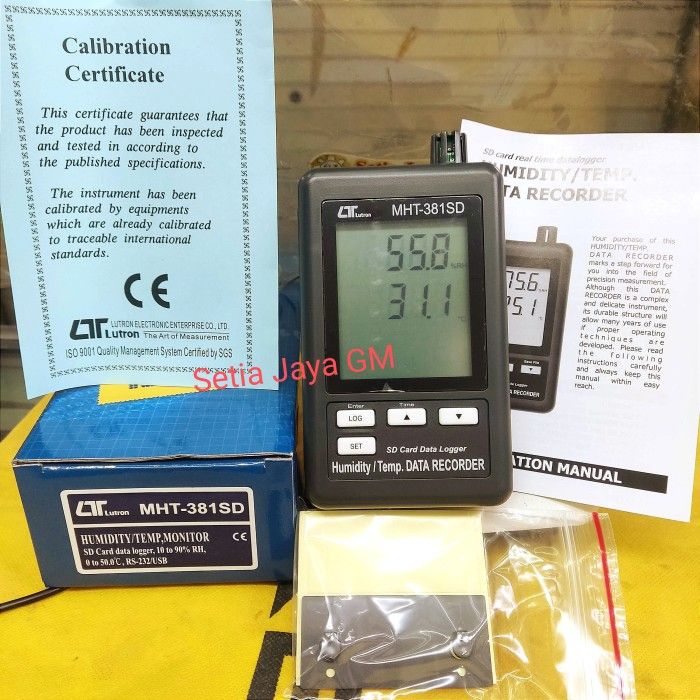 Calibration
Certificate
This certificate guarantees that
the product has been inspected
and tested in according to
the published specifications.
The instrument has been
calibrated by equipments
which are already calibrated
to traceable international
standards.
CE
LUTRON ELECTRONIC ENTERPRISE CO., LTD.
Lutron The Art of Measurement
ISO 9001 Quality Management System Certified by SGS
Lutron MHT-381SD
HUMIDITY/TEMP,MONITOR
CE
SD Card data logger, 10 to 90% RH,
0 to 50.0℃, RS-232/USB
Lutron MHT-381SD
55.8 %RH
31.1 ℃
Enter Time
LOG ▲ ▼
SET
SD Card Data Logger
Humidity / Temp. DATA RECORDER
Setia Jaya GM
SD card real time datalogger
HUMIDITY/TEMP.
DATA RECORDER
75.6
25.1
Your purchase of this
HUMIDITY/TEMP.
DATA RECORDER
marks a step forward for
you into the field of
precision measurement.
Although this DATA
RECORDER is a complex
and delicate instrument,
its durable structure will
allow many years of use
if proper operating
techniques are
developed. Please read
the following
instructions carefully
and always keep this
manual within easy
reach.
ATION MANUAL